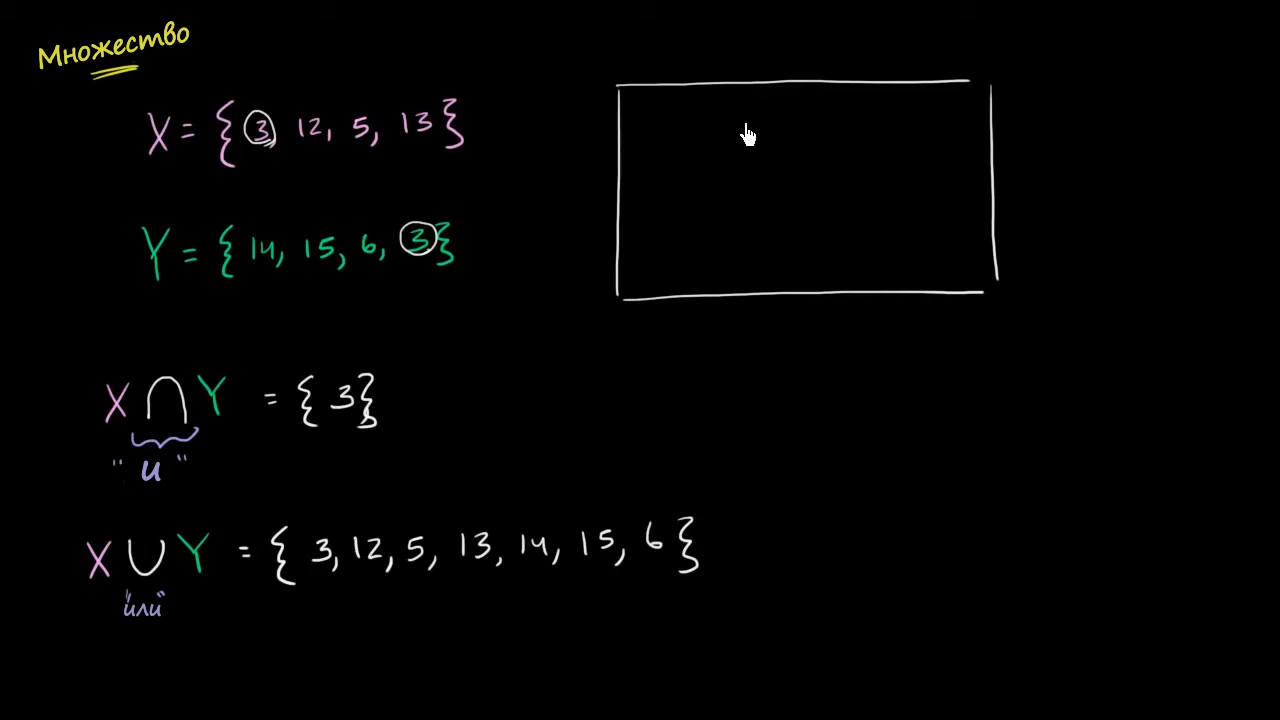 Множество
X = { 3, 12, 5, 13 }
Y = { 14, 15, 6, 3 }
X ∩ Y = { 3 }
" и "
X ∪ Y = { 3, 12, 5, 13, 14, 15, 6 }
"или"